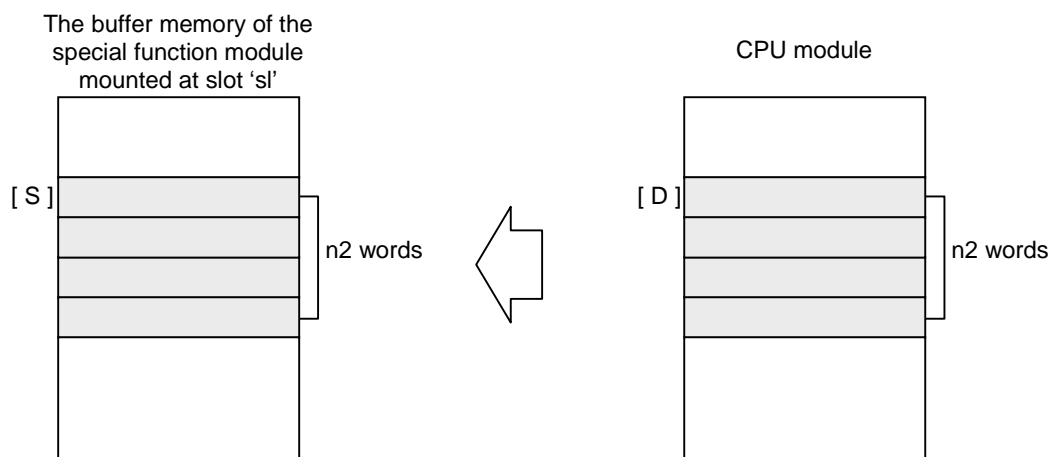 The buffer memory of the
special function module
mounted at slot ‘sl’
CPU module
[ S ]
n2 words
[ D ]
n2 words